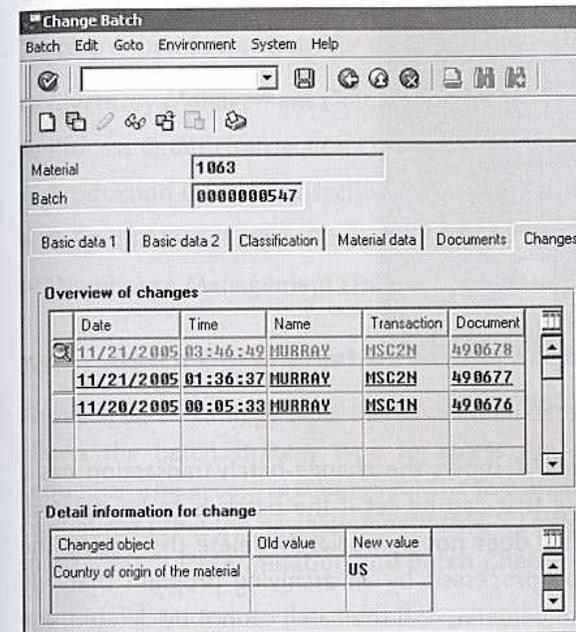 Change Batch
Batch Edit Goto Environment System Help
Material 1063
Batch 0000000547
Basic data 1 Basic data 2 Classification Material data Documents Changes
Overview of changes
Date Time Name Transaction Document
11/21/2005 03:46:49 MURRAY MSC2N 490678
11/21/2005 01:36:37 MURRAY MSC2N 490677
11/20/2005 00:05:33 MURRAY MSC1N 490676
Detail information for change
Changed object Old value New value
Country of origin of the material US